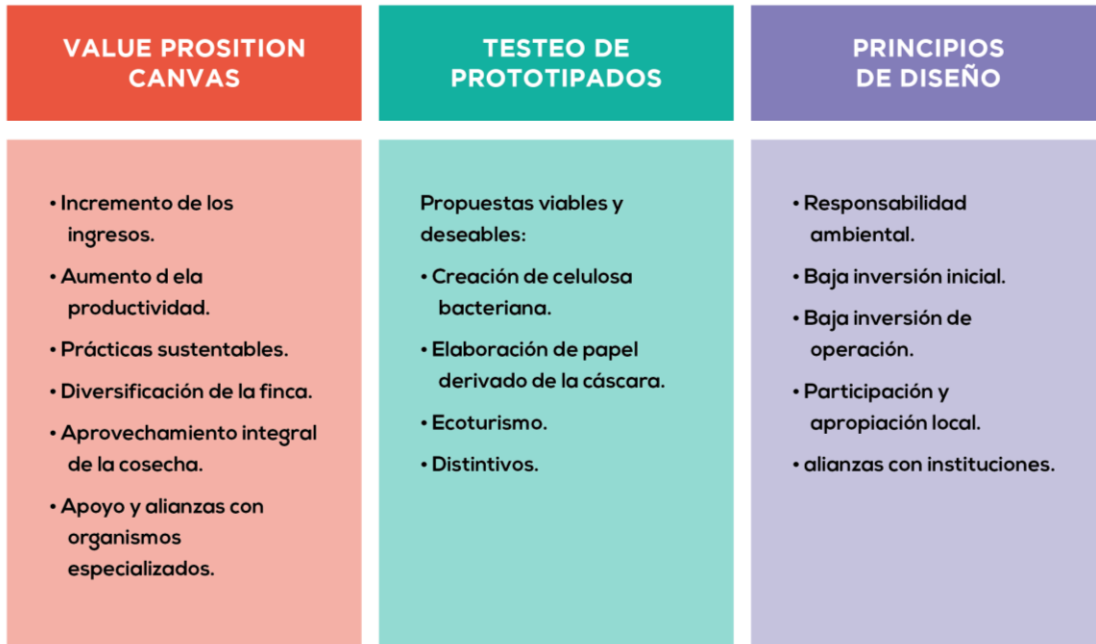 VALUE PROSITION
CANVAS
• Incremento de los
ingresos.
• Aumento d ela
productividad.
• Prácticas sustentables.
• Diversificación de la finca.
• Aprovechamiento integral
de la cosecha.
• Apoyo y alianzas con
organismos
especializados.
TESTEO DE
PROTOTIPADOS
Propuestas viables y
deseables:
• Creación de celulosa
bacteriana.
• Elaboración de papel
derivado de la cáscara.
• Ecoturismo.
• Distintivos.
PRINCIPIOS
DE DISEÑO
• Responsabilidad
ambiental.
• Baja inversión inicial.
• Baja inversión de
operación.
• Participación y
apropiación local.
• alianzas con instituciones.